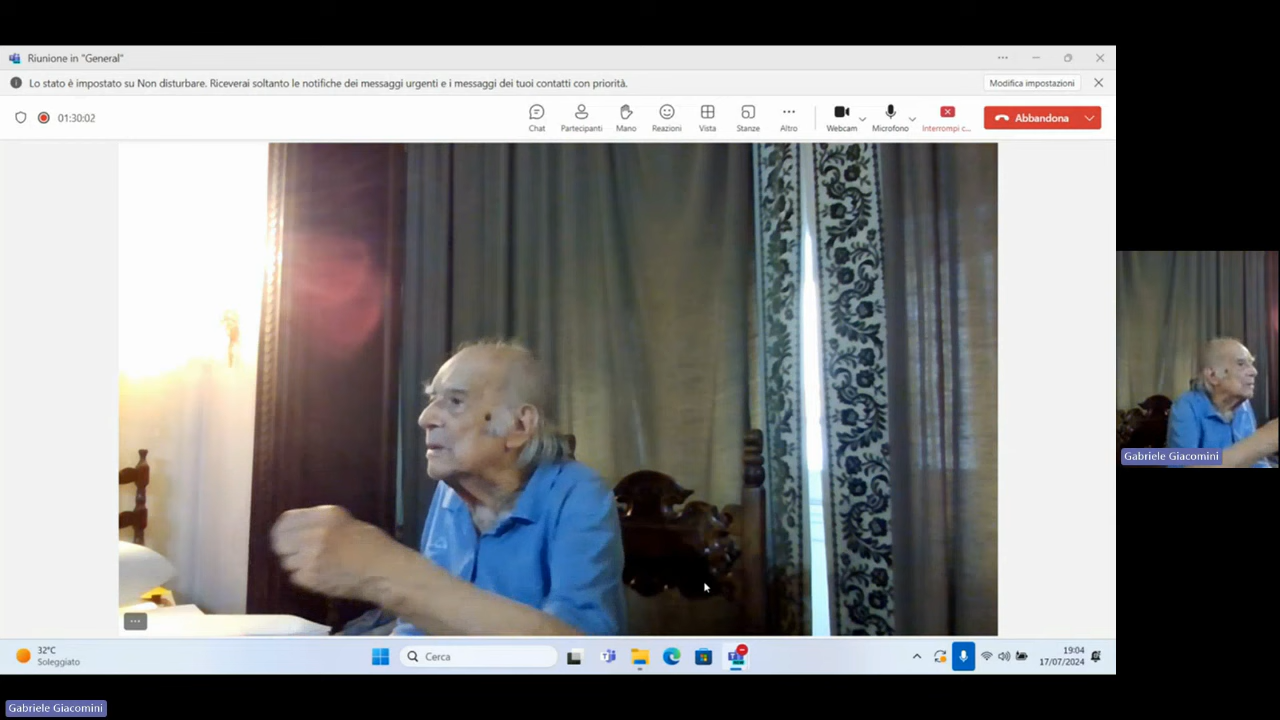 Riunione in "General"
Lo stato è impostato su Non disturbare. Riceverai soltanto le notifiche dei messaggi urgenti e i messaggi dei tuoi contatti con priorità.
Modifica impostazioni
01:30:02
Chat
Partecipanti
Mano
Reazioni
Vista
Stanze
Altro
Webcam
Microfono
Interrompi c...
Abbandona
Gabriele Giacomini
32°C
Soleggiato
Cerca
19:04
17/07/2024
Gabriele Giacomini